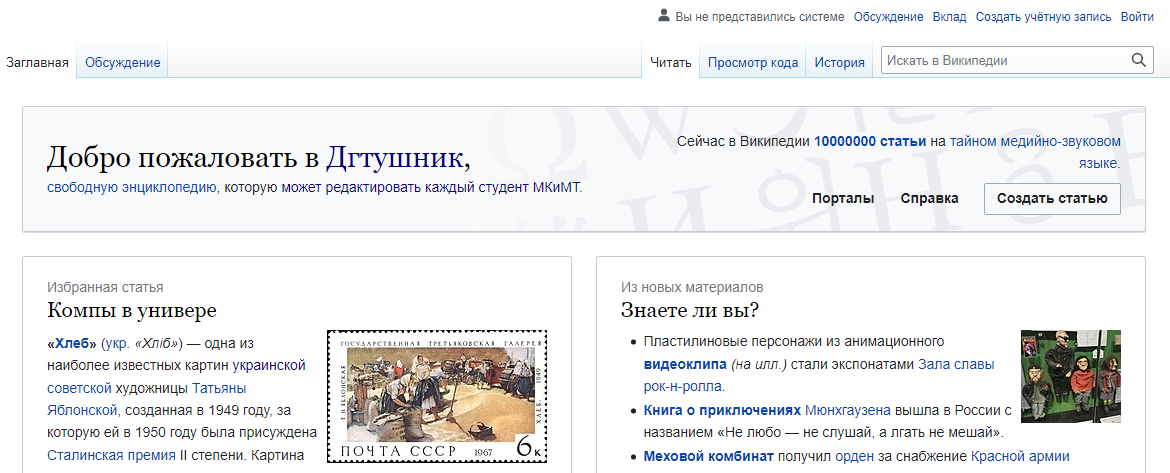 Вы не представились системе Обсуждение Вклад Создать учётную запись Войти
Заглавная Обсуждение Читать Просмотр кода История Искать в Википедии
Добро пожаловать в Дгтушник,
свободную энциклопедию, которую может редактировать каждый студент МКиМТ.
Сейчас в Википедии 10000000 статьи на тайном медийно-звуковом
языке.
Порталы Справка Создать статью
Избранная статья
Компы в универе
«Хлеб» (укр. «Хліб») — одна из
наиболее известных картин украинской
советской художницы Татьяны
Яблонской, созданная в 1949 году, за
которую ей в 1950 году была присуждена
Сталинская премия II степени. Картина
ГОСУДАРСТВЕННАЯ ТРЕТЬЯКОВСКАЯ ГАЛЕРЕЯ
Т.Н.ЯБЛОНСКАЯ
ХЛЕБ. 1949
ПОЧТА СССР 1967 6к
Из новых материалов
Знаете ли вы?
Пластилиновые персонажи из анимационного
видеоклипа (на илл.) стали экспонатами Зала славы
рок-н-ролла.
Книга о приключениях Мюнхгаузена вышла в России с
названием «Не любо — не слушай, а лгать не мешай».
Меховой комбинат получил орден за снабжение Красной армии